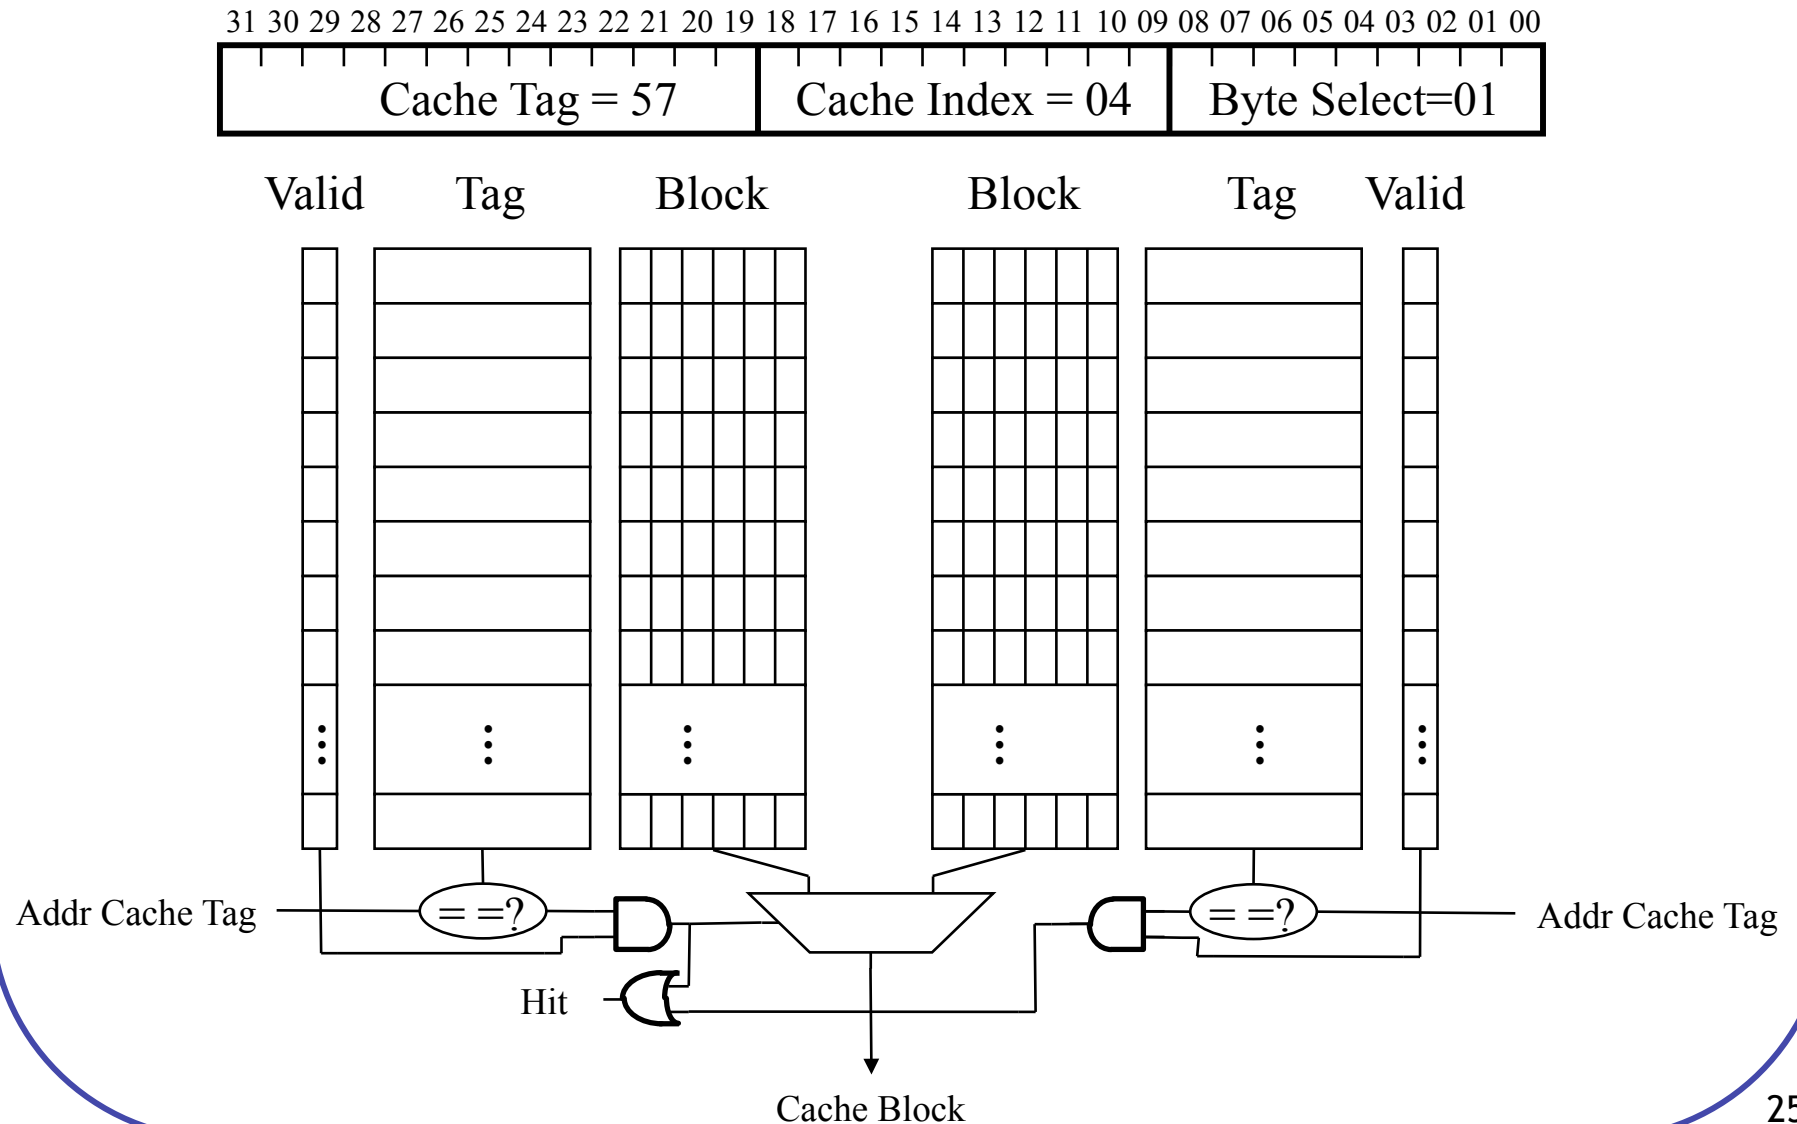 31 30 29 28 27 26 25 24 23 22 21 20 19 18 17 16 15 14 13 12 11 10 09 08 07 06 05 04 03 02 01 00
Cache Tag = 57 Cache Index = 04 Byte Select=01
Valid Tag Block Block Tag Valid
Addr Cache Tag = =? = =? Addr Cache Tag
Hit
Cache Block
25